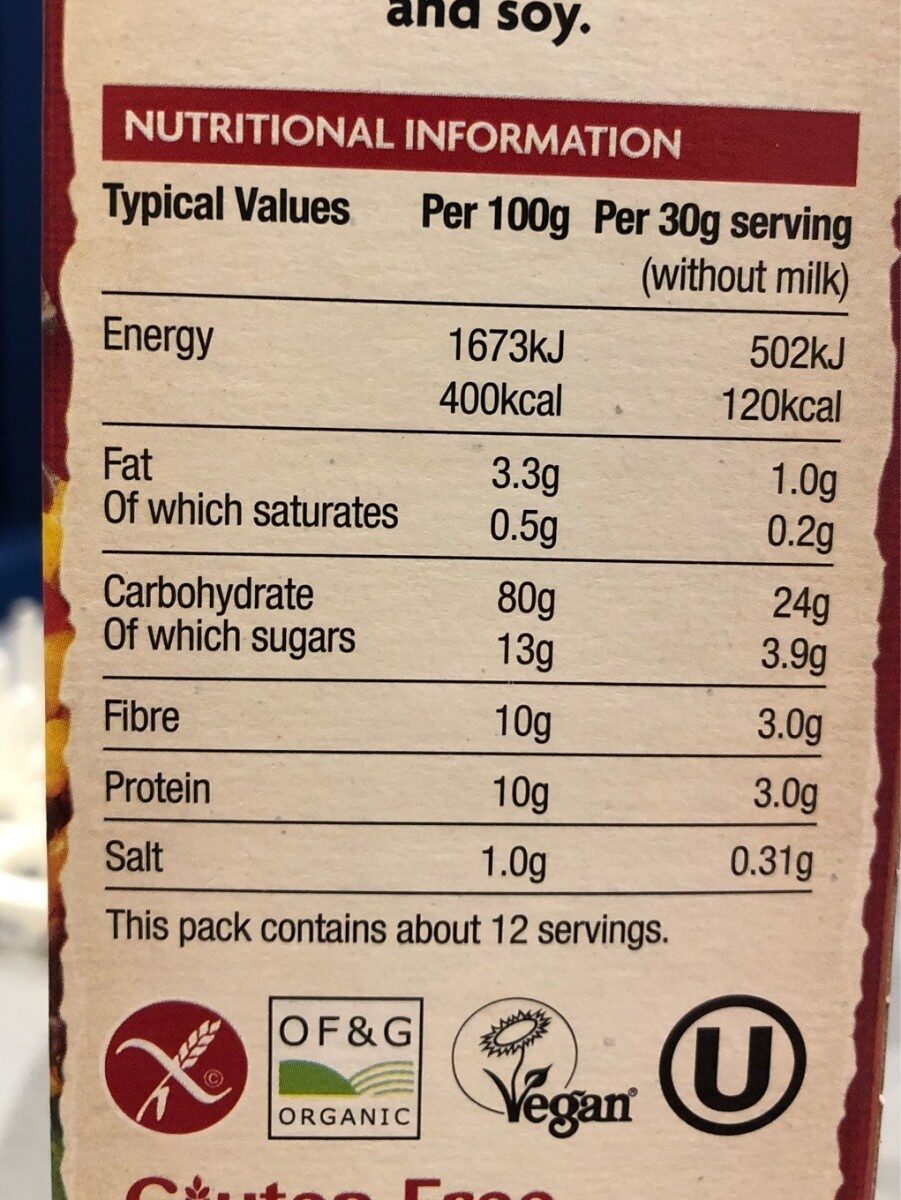 and soy.
NUTRITIONAL INFORMATION
Typical Values Per 100g Per 30g serving
(without milk)
Energy 1673kJ 502kJ
400kcal 120kcal
Fat 3.3g 1.0g
Of which saturates 0.5g 0.2g
Carbohydrate 80g 24g
Of which sugars 13g 3.9g
Fibre 10g 3.0g
Protein 10g 3.0g
Salt 1.0g 0.31g
This pack contains about 12 servings.
©
OF&G
ORGANIC
Vegan®
U
Gluten Free